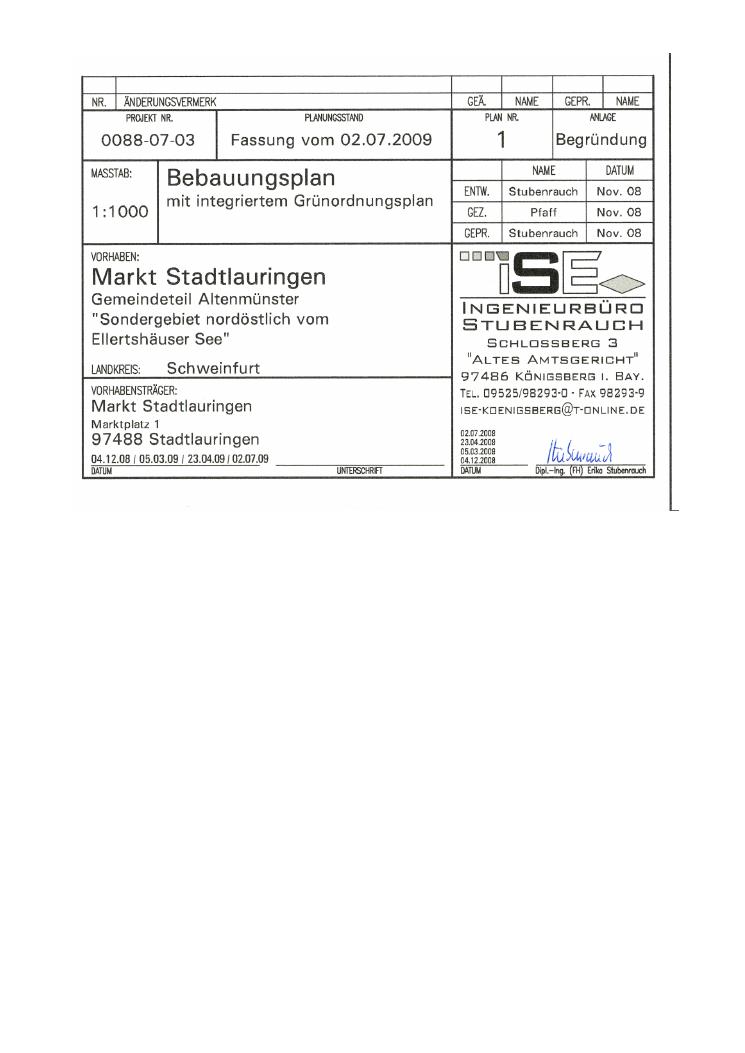 NR. ÄNDERUNGSVERMERK GEÄ. NAME GEPR. NAME
PROJEKT NR. PLANUNGSSTAND PLAN NR. ANLAGE
0088-07-03 Fassung vom 02.07.2009 1 Begründung
MASSTAB:
1:1000
Bebauungsplan
mit integriertem Grünordnungsplan
NAME DATUM
ENTW. Stubenrauch Nov. 08
GEZ. Pfaff Nov. 08
GEPR. Stubenrauch Nov. 08
VORHABEN:
Markt Stadtlauringen
Gemeindeteil Altenmünster
"Sondergebiet nordöstlich vom
Ellertshäuser See"
LANDKREIS: Schweinfurt
VORHABENSTRÄGER:
Markt Stadtlauringen
Marktplatz 1
97488 Stadtlauringen
04.12.08 / 05.03.09 / 23.04.09 / 02.07.09
DATUM UNTERSCHRIFT
iSE
INGENIEURBÜRO
STUBENRAUCH
SCHLOSSBERG 3
"ALTES AMTSGERICHT"
97486 KÖNIGSBERG I. BAY.
TEL. 09525/98293-0 · FAX 98293-9
ISE-KOENIGSBERG@T-ONLINE.DE
02.07.2008
23.04.2008
05.03.2008
04.12.2008
DATUM Dipl.-Ing. (FH) Erika Stubenrauch